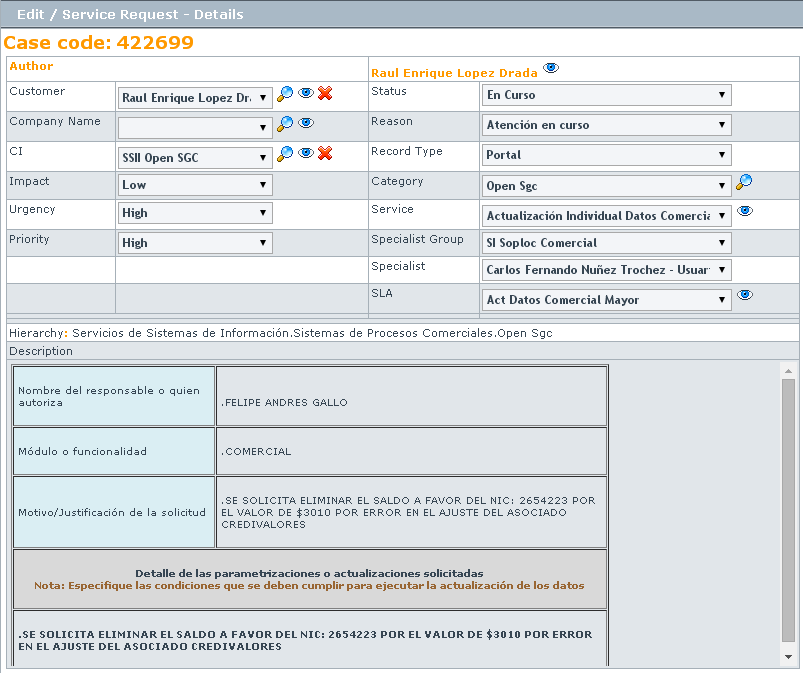 Edit / Service Request - Details
Case code: 422699
Author
Raul Enrique Lopez Drada
Customer
Raul Enrique Lopez Dr
Status
En Curso
Company Name
Reason
Atención en curso
CI
SSII Open SGC
Record Type
Portal
Impact
Low
Category
Open Sgc
Urgency
High
Service
Actualización Individual Datos Comercia
Priority
High
Specialist Group
SI Soploc Comercial
Specialist
Carlos Fernando Nuñez Trochez - Usuar
SLA
Act Datos Comercial Mayor
Hierarchy: Servicios de Sistemas de Información.Sistemas de Procesos Comerciales.Open Sgc
Description
Nombre del responsable o quien
autoriza
.FELIPE ANDRES GALLO
Módulo o funcionalidad
.COMERCIAL
Motivo/Justificación de la solicitud
.SE SOLICITA ELIMINAR EL SALDO A FAVOR DEL NIC: 2654223 POR
EL VALOR DE $3010 POR ERROR EN EL AJUSTE DEL ASOCIADO
CREDIVALORES
Detalle de las parametrizaciones o actualizaciones solicitadas
Nota: Especifique las condiciones que se deben cumplir para ejecutar la actualización de los datos
.SE SOLICITA ELIMINAR EL SALDO A FAVOR DEL NIC: 2654223 POR EL VALOR DE $3010 POR ERROR
EN EL AJUSTE DEL ASOCIADO CREDIVALORES